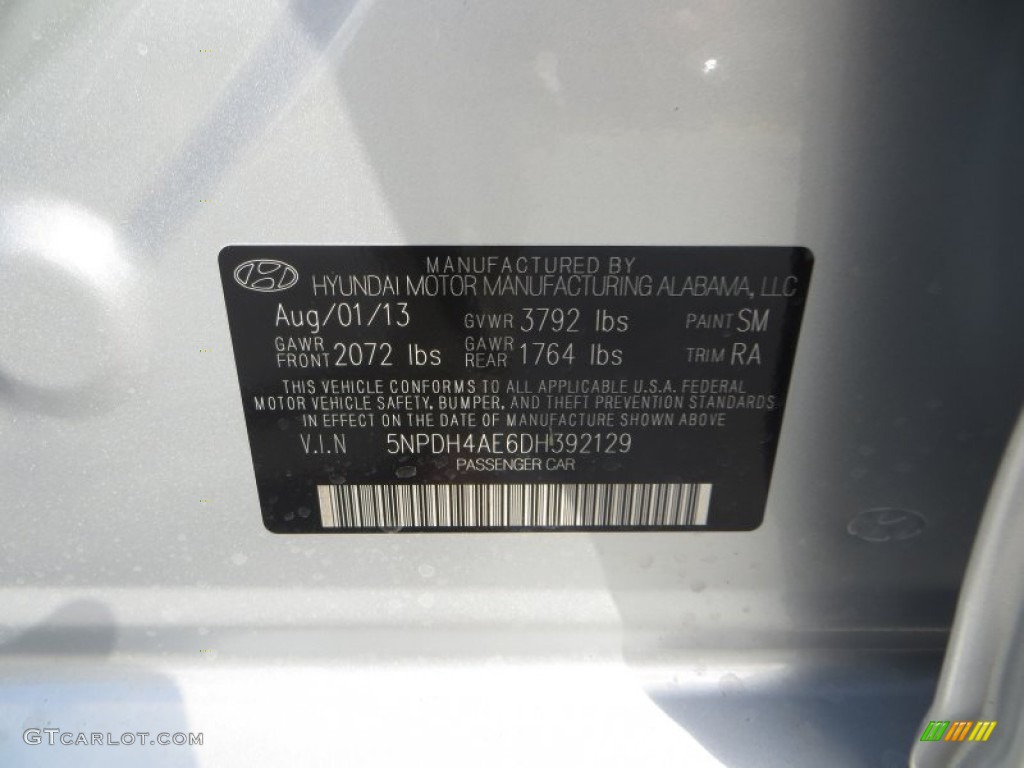 MANUFACTURED BY
HYUNDAI MOTOR MANUFACTURING ALABAMA, LLC
Aug/01/13 GVWR 3792 lbs PAINT SM
GAWR FRONT 2072 lbs GAWR REAR 1764 lbs TRIM RA
THIS VEHICLE CONFORMS TO ALL APPLICABLE U.S.A. FEDERAL
MOTOR VEHICLE SAFETY, BUMPER, AND THEFT PREVENTION STANDARDS
IN EFFECT ON THE DATE OF MANUFACTURE SHOWN ABOVE
V.I.N 5NPDH4AE6DH392129
PASSENGER CAR
GTCARLOT.COM